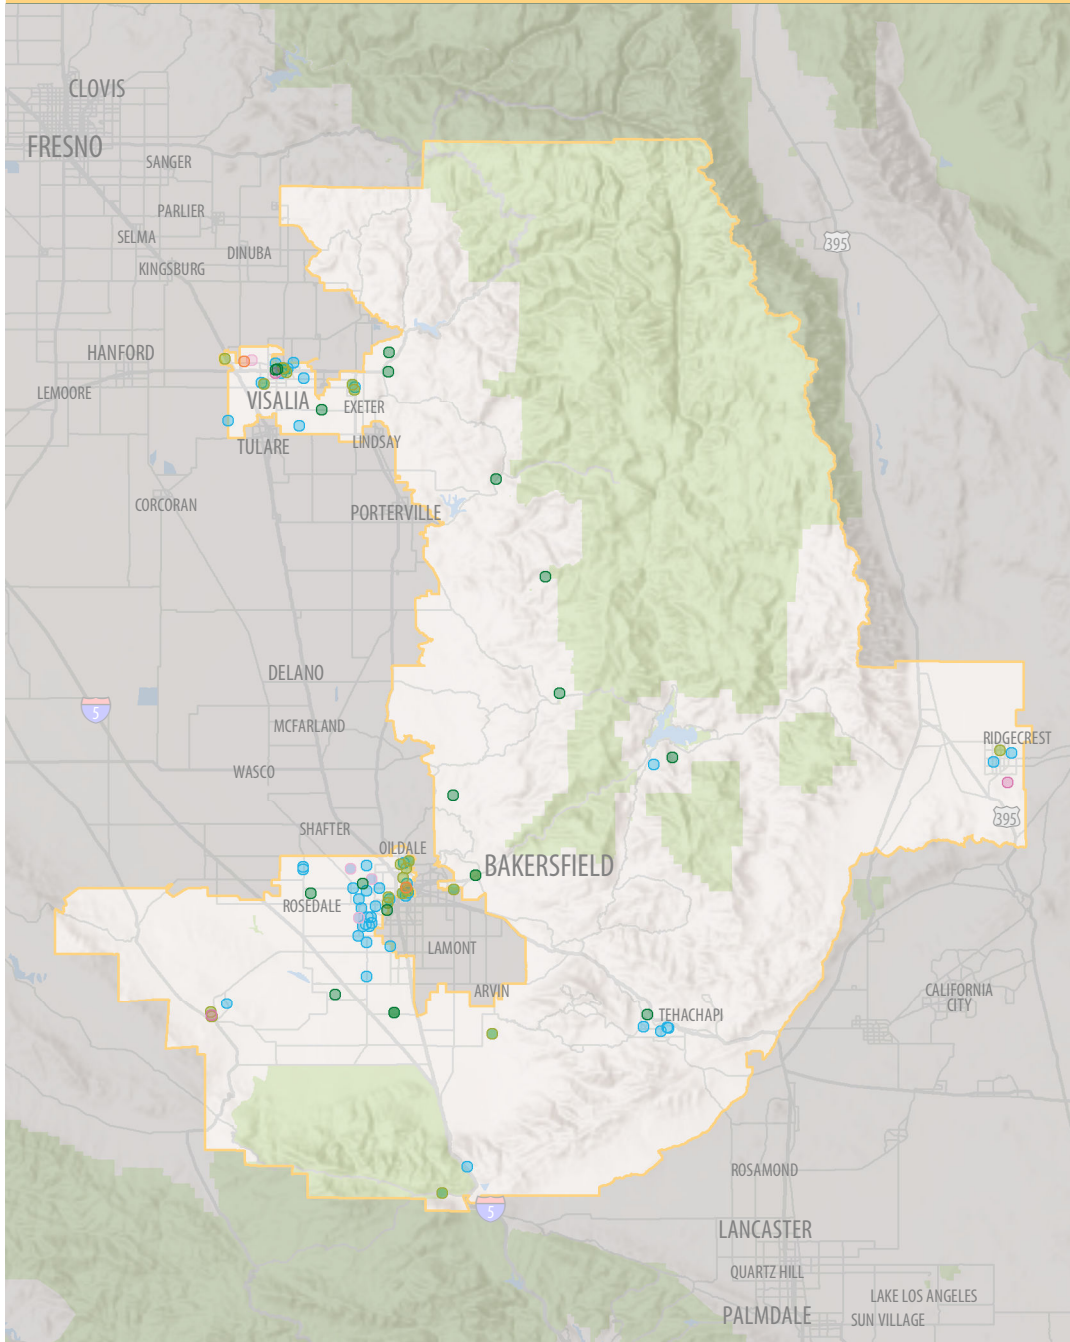 CLOVIS
FRESNO
SANGER
PARLIER
SELMA
DINUBA
KINGSBURG
395
HANFORD
LEMOORE
VISALIA
EXETER
TULARE
LINDSAY
CORCORAN
PORTERVILLE
DELANO
5
MCFARLAND
RIDGECREST
WASCO
395
SHAFTER
OILDALE
BAKERSFIELD
ROSEDALE
LAMONT
ARVIN
CALIFORNIA
CITY
TEHACHAPI
ROSAMOND
5
LANCASTER
QUARTZ HILL
LAKE LOS ANGELES
PALMDALE
SUN VILLAGE